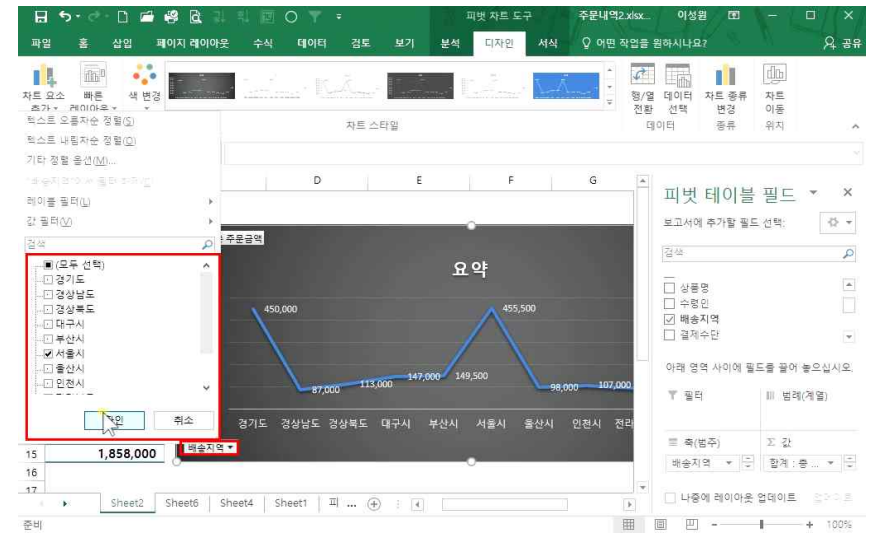 피벗 차트 도구
주문내역2.xlsx...
이성원
파일 홈 삽입 페이지 레이아웃 수식 데이터 검토 보기 분석 디자인 서식 어떤 작업을 원하시나요? 공유
차트 요소 추가
빠른 레이아웃
색 변경
행/열 전환
데이터 선택
차트 종류 변경
차트 이동
차트 스타일
데이터
종류
위치
텍스트 오름차순 정렬(S)
텍스트 내림차순 정렬(O)
기타 정렬 옵션(M)...
레이블 필터(L)
값 필터(V)
검색
(모두 선택)
경기도
경상남도
경상북도
대구시
부산시
서울시
울산시
인천시
확인 취소
D E F G
주문금액
요약
450,000
87,000
113,000
147,000
149,500
455,500
98,000
107,000
경기도 경상남도 경상북도 대구시 부산시 서울시 울산시 인천시 전라
배송지역
15 1,858,000
16
17
Sheet2 Sheet6 Sheet4 Sheet1 피 ...
준비
100%
피벗 테이블 필드
보고서에 추가할 필드 선택:
검색
상품명
수령인
배송지역
결제수단
아래 영역 사이에 필드를 끌어 놓으십시오.
필터
범례(계열)
축(범주)
Σ 값
배송지역
합계 : 총 ...
나중에 레이아웃 업데이트